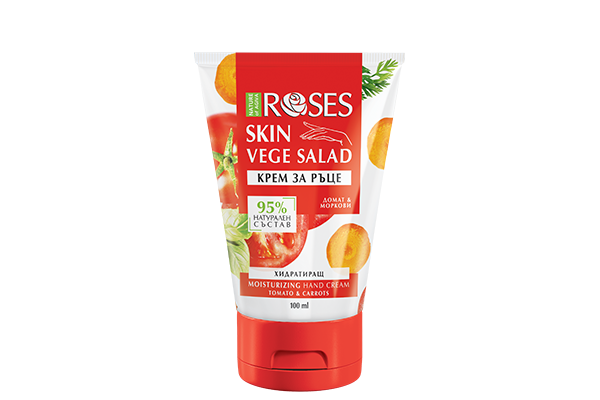 NATURE
of AGIVA
ROSES
SKIN
VEGE SALAD
КРЕМ ЗА РЪЦЕ
95%
НАТУРАЛЕН
СЪСТАВ
ДОМАТ &
МОРКОВИ
ХИДРАТИРАЩ
MOISTURIZING HAND CREAM
TOMATO & CARROTS
100 ml